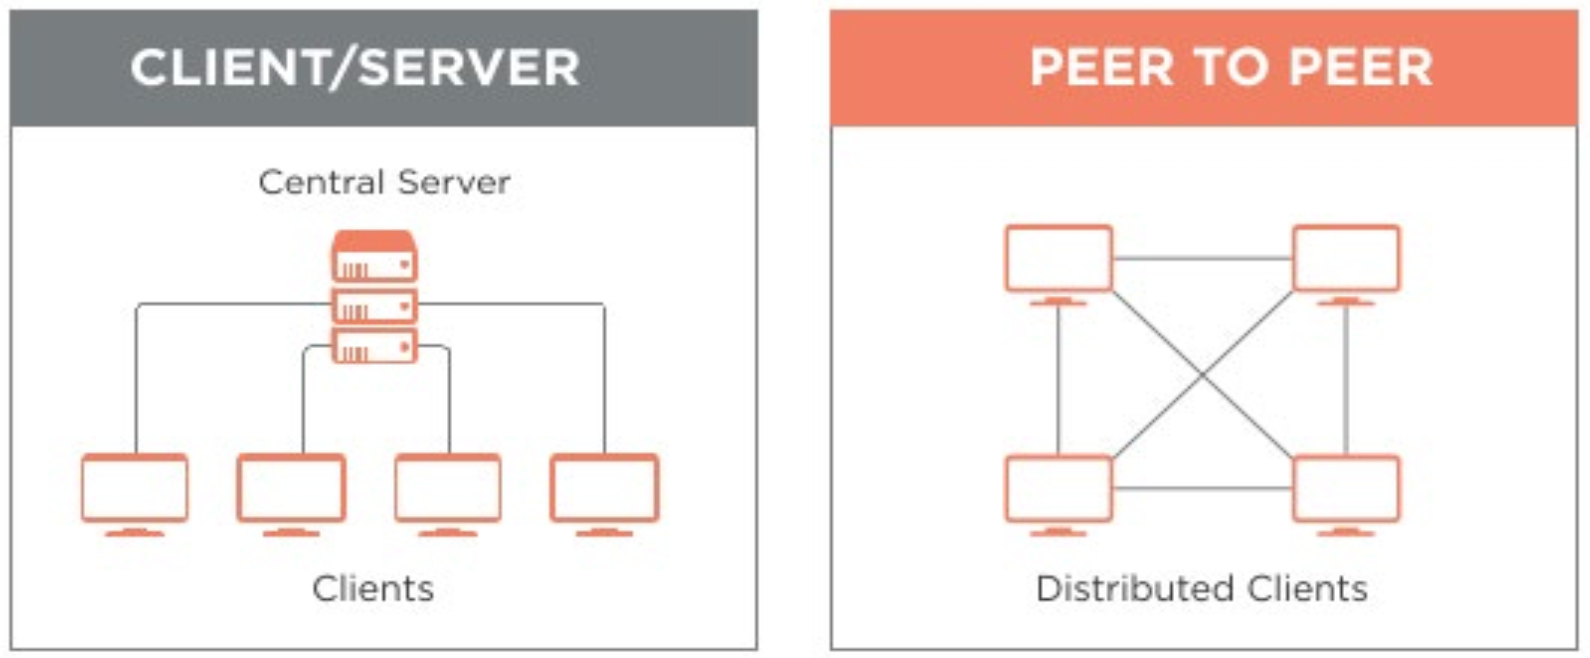 CLIENT/SERVER
Central Server
Clients
PEER TO PEER
Distributed Clients